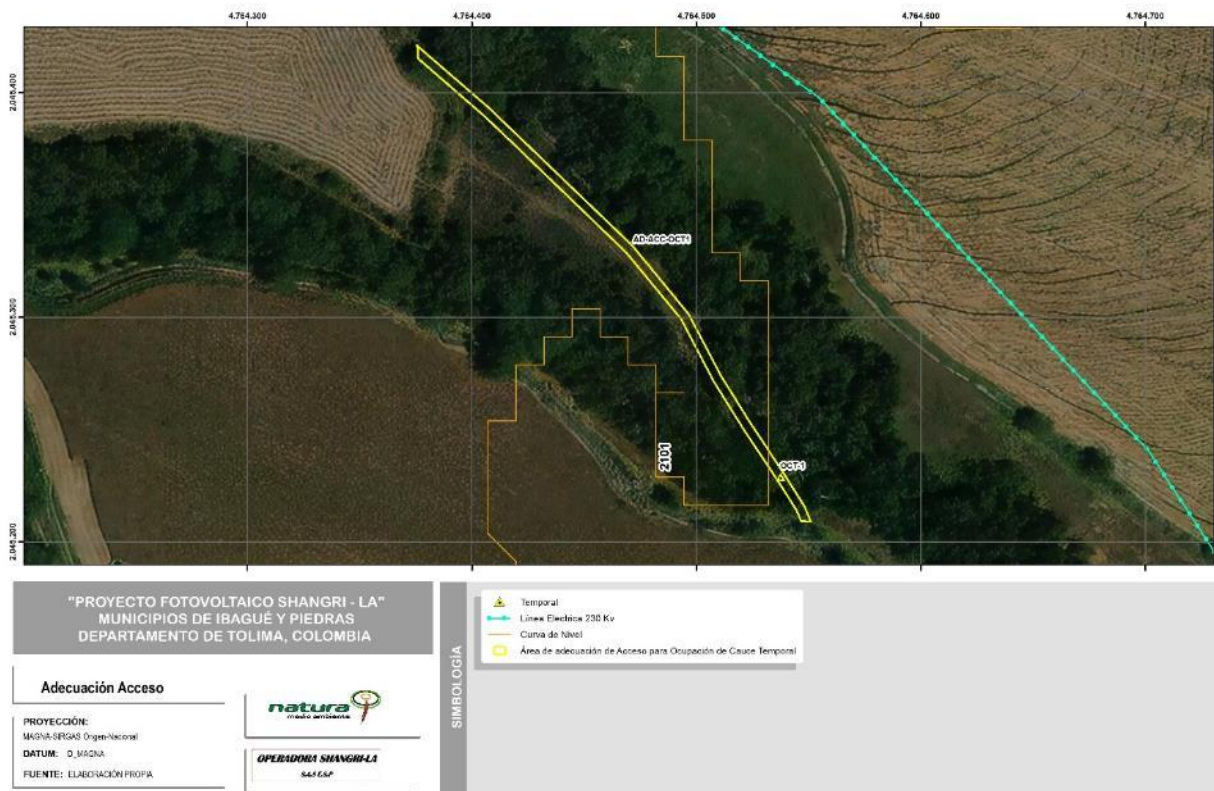 4.764.300 4.764.400 4.764.500 4.764.600 4.764.700
2.045.400
2.045.300
2.045.200
AD-ACC-OCT1
OCT-1
2101
"PROYECTO FOTOVOLTAICO SHANGRI - LA"
MUNICIPIOS DE IBAGUÉ Y PIEDRAS
DEPARTAMENTO DE TOLIMA, COLOMBIA
Adecuación Acceso
PROYECCIÓN:
MAGNA-SIRGAS Origen-Nacional
DATUM: D_MAGNA
FUENTE: ELABORACIÓN PROPIA
natura
medio ambiente
OPERADORA SHANGRI-LA
SAS ESP
SIMBOLOGÍA
Temporal
Línea Electrica 230 Kv
Curva de Nivel
Área de adecuación de Acceso para Ocupación de Cauce Temporal